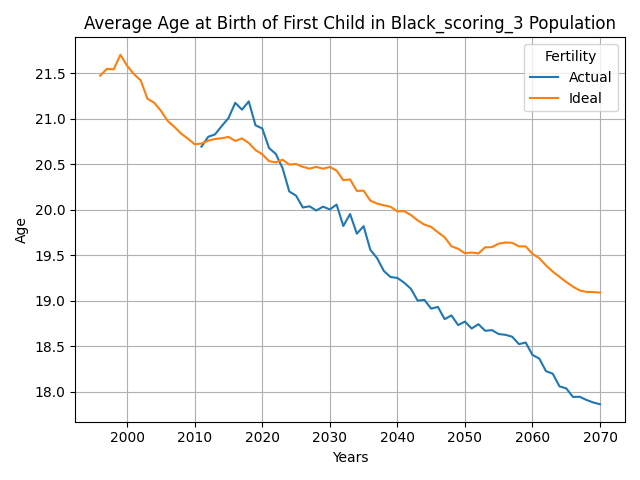 Average Age at Birth of First Child in Black_scoring_3 Population
Fertility
Actual
Ideal
21.5
21.0
20.5
20.0
19.5
19.0
18.5
18.0
Age
2000 2010 2020 2030 2040 2050 2060 2070
Years